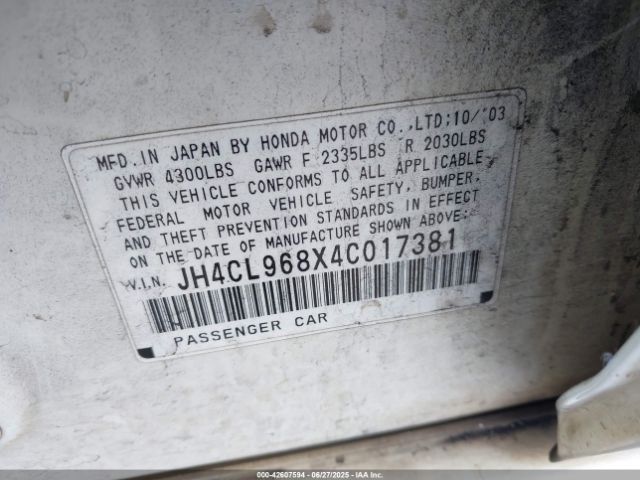 MFD. IN JAPAN BY HONDA MOTOR CO., LTD; 10/'03
GVWR 4300LBS GAWR F 2335LBS R 2030LBS
THIS VEHICLE CONFORMS TO ALL APPLICABLE
FEDERAL MOTOR VEHICLE SAFETY, BUMPER,
AND THEFT PREVENTION STANDARDS IN EFFECT
ON THE DATE OF MANUFACTURE SHOWN ABOVE:
V.I.N. JH4CL968X4C017381
PASSENGER CAR
000-42607594 06/27/2025 IAAI.CA